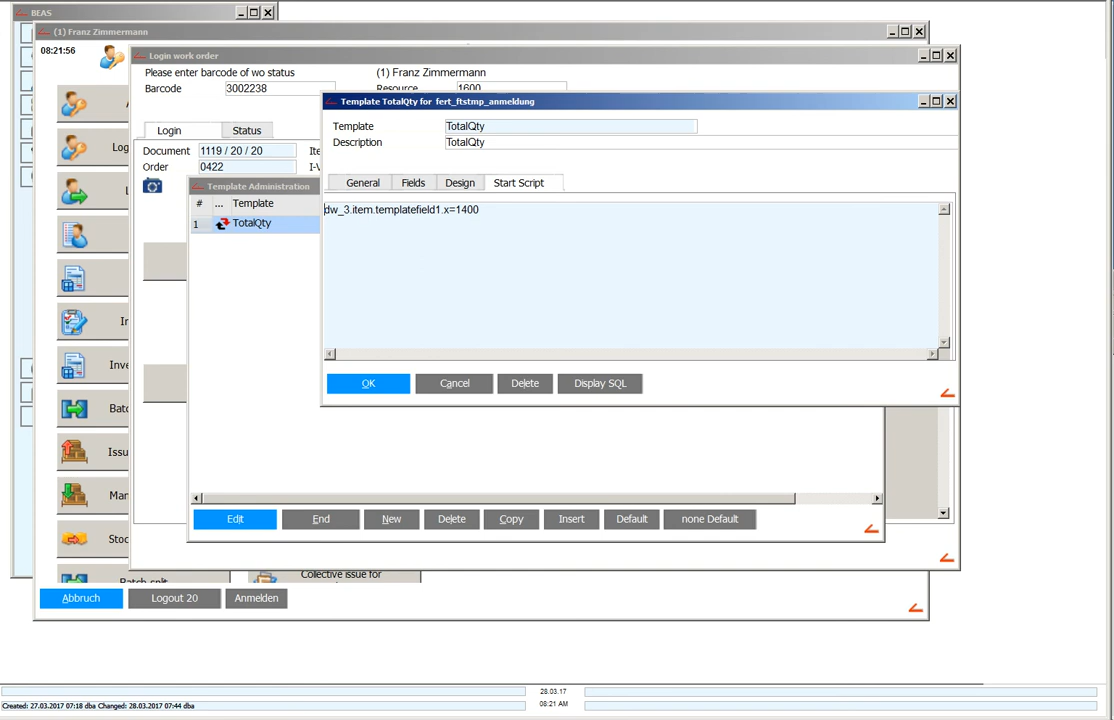 BEAS
(1) Franz Zimmermann
08:21:56
Login work order
Please enter barcode of wo status
(1) Franz Zimmermann
Barcode
3002238
Resource
1600
Login
Status
Document
1119 / 20 / 20
Order
0422
Template TotalQty for fert_ftstmp_anmeldung
Template
TotalQty
Description
TotalQty
General
Fields
Design
Start Script
dw_3.item.templatefield1.x=1400
OK
Cancel
Delete
Display SQL
Template Administration
#
...
Template
1
TotalQty
Edit
End
New
Delete
Copy
Insert
Default
none Default
Log
Inve
Batc
Issu
Man
Stoc
Batch-split
Collective issue for
Abbruch
Logout 20
Anmelden
28.03.17
Created: 27.03.2017 07:18 dba Changed: 28.03.2017 07:44 dba
08:21 AM